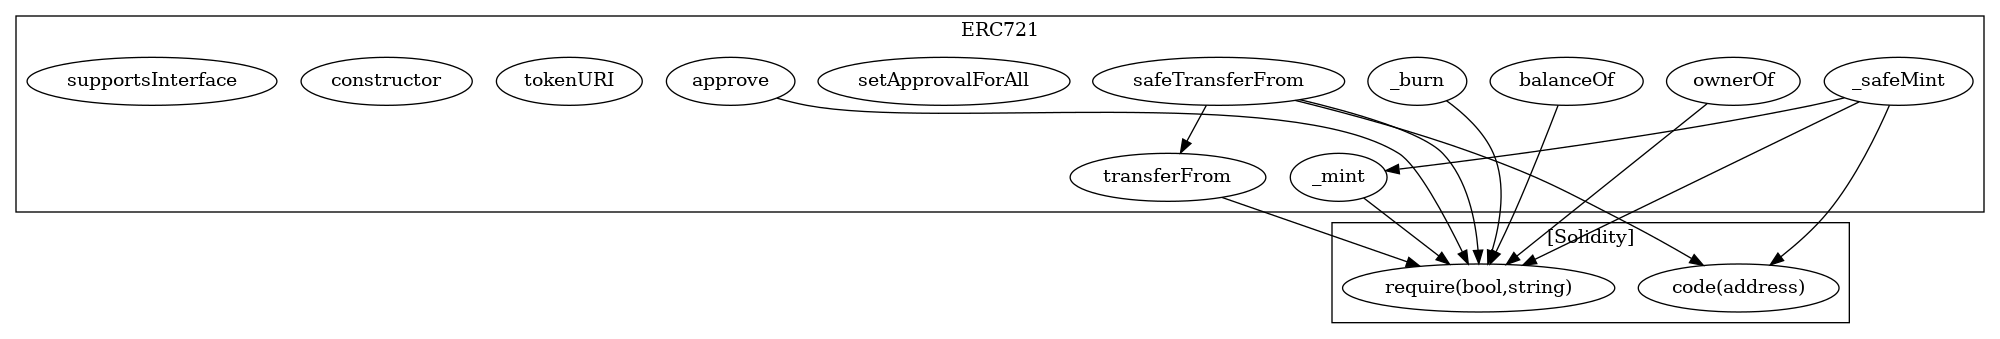 ERC721
supportsInterface
constructor
tokenURI
approve
setApprovalForAll
safeTransferFrom
_burn
balanceOf
ownerOf
_safeMint
transferFrom
_mint
[Solidity]
require(bool,string)
code(address)